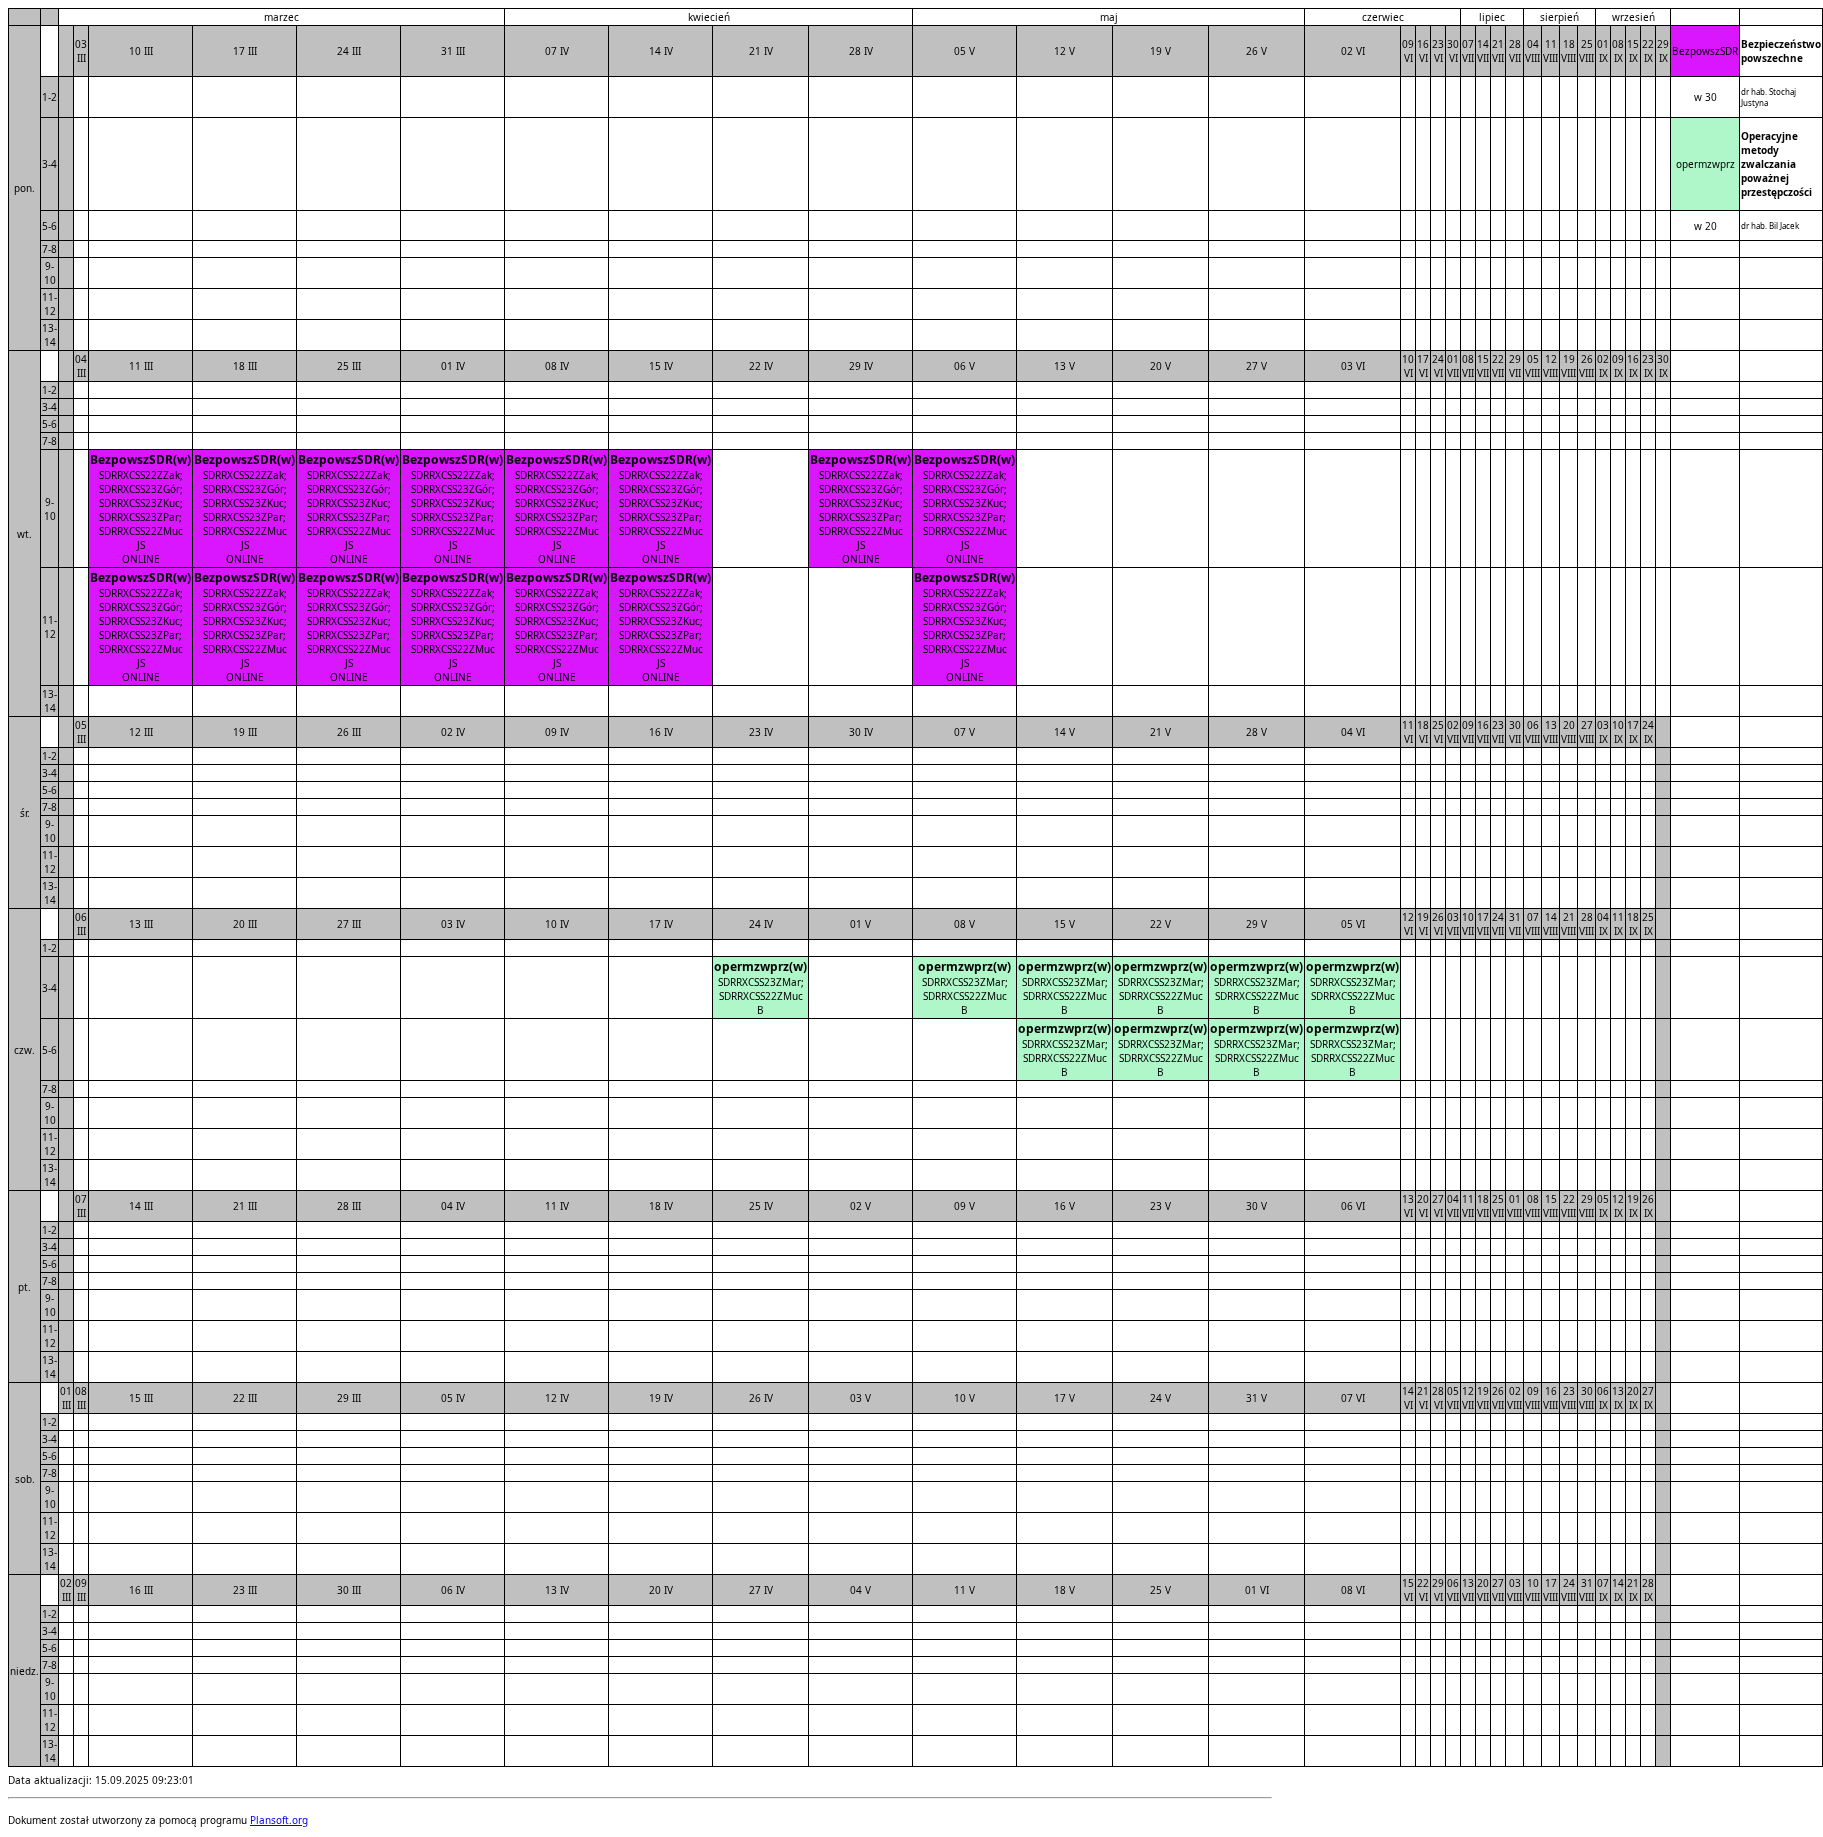 marzec kwiecień maj czerwiec lipiec sierpień wrzesień
pon. 03 III 10 III 17 III 24 III 31 III 07 IV 14 IV 21 IV 28 IV 05 V 12 V 19 V 26 V 02 VI 09 VI 16 VI 23 VI 30 VI 07 VII 14 VII 21 VII 28 VII 04 VIII 11 VIII 18 VIII 25 VIII 01 IX 08 IX 15 IX 22 IX 29 IX BezpowszSDR Bezpieczeństwo powszechne
1-2 w 30 dr hab. Stochaj Justyna
3-4 opermzwprz Operacyjne metody zwalczania poważnej przestępczości
5-6 w 20 dr hab. Bil Jacek
7-8
9-10
11-12
13-14
wt. 04 III 11 III 18 III 25 III 01 IV 08 IV 15 IV 22 IV 29 IV 06 V 13 V 20 V 27 V 03 VI 10 VI 17 VI 24 VI 01 VII 08 VII 15 VII 22 VII 29 VII 05 VIII 12 VIII 19 VIII 26 VIII 02 IX 09 IX 16 IX 23 IX 30 IX
1-2
3-4
5-6
7-8
9-10
BezpowszSDR(w) BezpowszSDR(w) BezpowszSDR(w) BezpowszSDR(w) BezpowszSDR(w) BezpowszSDR(w) BezpowszSDR(w) BezpowszSDR(w)
SDRRXCSS22ZZak; SDRRXCSS22ZZak; SDRRXCSS22ZZak; SDRRXCSS22ZZak; SDRRXCSS22ZZak; SDRRXCSS22ZZak; SDRRXCSS22ZZak; SDRRXCSS22ZZak;
SDRRXCSS23ZGór; SDRRXCSS23ZGór; SDRRXCSS23ZGór; SDRRXCSS23ZGór; SDRRXCSS23ZGór; SDRRXCSS23ZGór; SDRRXCSS23ZGór; SDRRXCSS23ZGór;
SDRRXCSS23ZKuc; SDRRXCSS23ZKuc; SDRRXCSS23ZKuc; SDRRXCSS23ZKuc; SDRRXCSS23ZKuc; SDRRXCSS23ZKuc; SDRRXCSS23ZKuc; SDRRXCSS23ZKuc;
SDRRXCSS23ZPar; SDRRXCSS23ZPar; SDRRXCSS23ZPar; SDRRXCSS23ZPar; SDRRXCSS23ZPar; SDRRXCSS23ZPar; SDRRXCSS23ZPar; SDRRXCSS23ZPar;
SDRRXCSS22ZMuc SDRRXCSS22ZMuc SDRRXCSS22ZMuc SDRRXCSS22ZMuc SDRRXCSS22ZMuc SDRRXCSS22ZMuc SDRRXCSS22ZMuc SDRRXCSS22ZMuc
JS JS JS JS JS JS JS JS
ONLINE ONLINE ONLINE ONLINE ONLINE ONLINE ONLINE ONLINE
11-12
BezpowszSDR(w) BezpowszSDR(w) BezpowszSDR(w) BezpowszSDR(w) BezpowszSDR(w) BezpowszSDR(w) BezpowszSDR(w)
SDRRXCSS22ZZak; SDRRXCSS22ZZak; SDRRXCSS22ZZak; SDRRXCSS22ZZak; SDRRXCSS22ZZak; SDRRXCSS22ZZak; SDRRXCSS22ZZak;
SDRRXCSS23ZGór; SDRRXCSS23ZGór; SDRRXCSS23ZGór; SDRRXCSS23ZGór; SDRRXCSS23ZGór; SDRRXCSS23ZGór; SDRRXCSS23ZGór;
SDRRXCSS23ZKuc; SDRRXCSS23ZKuc; SDRRXCSS23ZKuc; SDRRXCSS23ZKuc; SDRRXCSS23ZKuc; SDRRXCSS23ZKuc; SDRRXCSS23ZKuc;
SDRRXCSS23ZPar; SDRRXCSS23ZPar; SDRRXCSS23ZPar; SDRRXCSS23ZPar; SDRRXCSS23ZPar; SDRRXCSS23ZPar; SDRRXCSS23ZPar;
SDRRXCSS22ZMuc SDRRXCSS22ZMuc SDRRXCSS22ZMuc SDRRXCSS22ZMuc SDRRXCSS22ZMuc SDRRXCSS22ZMuc SDRRXCSS22ZMuc
JS JS JS JS JS JS JS
ONLINE ONLINE ONLINE ONLINE ONLINE ONLINE ONLINE
13-14
śr. 05 III 12 III 19 III 26 III 02 IV 09 IV 16 IV 23 IV 30 IV 07 V 14 V 21 V 28 V 04 VI 11 VI 18 VI 25 VI 02 VII 09 VII 16 VII 23 VII 30 VII 06 VIII 13 VIII 20 VIII 27 VIII 03 IX 10 IX 17 IX 24 IX
1-2
3-4
5-6
7-8
9-10
11-12
13-14
czw. 06 III 13 III 20 III 27 III 03 IV 10 IV 17 IV 24 IV 01 V 08 V 15 V 22 V 29 V 05 VI 12 VI 19 VI 26 VI 03 VII 10 VII 17 VII 24 VII 31 VII 07 VIII 14 VIII 21 VIII 28 VIII 04 IX 11 IX 18 IX 25 IX
1-2
3-4
opermzwprz(w) opermzwprz(w) opermzwprz(w) opermzwprz(w) opermzwprz(w) opermzwprz(w)
SDRRXCSS23ZMar; SDRRXCSS23ZMar; SDRRXCSS23ZMar; SDRRXCSS23ZMar; SDRRXCSS23ZMar; SDRRXCSS23ZMar;
SDRRXCSS22ZMuc SDRRXCSS22ZMuc SDRRXCSS22ZMuc SDRRXCSS22ZMuc SDRRXCSS22ZMuc SDRRXCSS22ZMuc
B B B B B B
5-6
opermzwprz(w) opermzwprz(w) opermzwprz(w) opermzwprz(w)
SDRRXCSS23ZMar; SDRRXCSS23ZMar; SDRRXCSS23ZMar; SDRRXCSS23ZMar;
SDRRXCSS22ZMuc SDRRXCSS22ZMuc SDRRXCSS22ZMuc SDRRXCSS22ZMuc
B B B B
7-8
9-10
11-12
13-14
pt. 07 III 14 III 21 III 28 III 04 IV 11 IV 18 IV 25 IV 02 V 09 V 16 V 23 V 30 V 06 VI 13 VI 20 VI 27 VI 04 VII 11 VII 18 VII 25 VII 01 VIII 08 VIII 15 VIII 22 VIII 29 VIII 05 IX 12 IX 19 IX 26 IX
1-2
3-4
5-6
7-8
9-10
11-12
13-14
sob. 01 III 08 III 15 III 22 III 29 III 05 IV 12 IV 19 IV 26 IV 03 V 10 V 17 V 24 V 31 V 07 VI 14 VI 21 VI 28 VI 05 VII 12 VII 19 VII 26 VII 02 VIII 09 VIII 16 VIII 23 VIII 30 VIII 06 IX 13 IX 20 IX 27 IX
1-2
3-4
5-6
7-8
9-10
11-12
13-14
niedz. 02 III 09 III 16 III 23 III 30 III 06 IV 13 IV 20 IV 27 IV 04 V 11 V 18 V 25 V 01 VI 08 VI 15 VI 22 VI 29 VI 06 VII 13 VII 20 VII 27 VII 03 VIII 10 VIII 17 VIII 24 VIII 31 VIII 07 IX 14 IX 21 IX 28 IX
1-2
3-4
5-6
7-8
9-10
11-12
13-14
Data aktualizacji: 15.09.2025 09:23:01
Dokument został utworzony za pomocą programu Plansoft.org